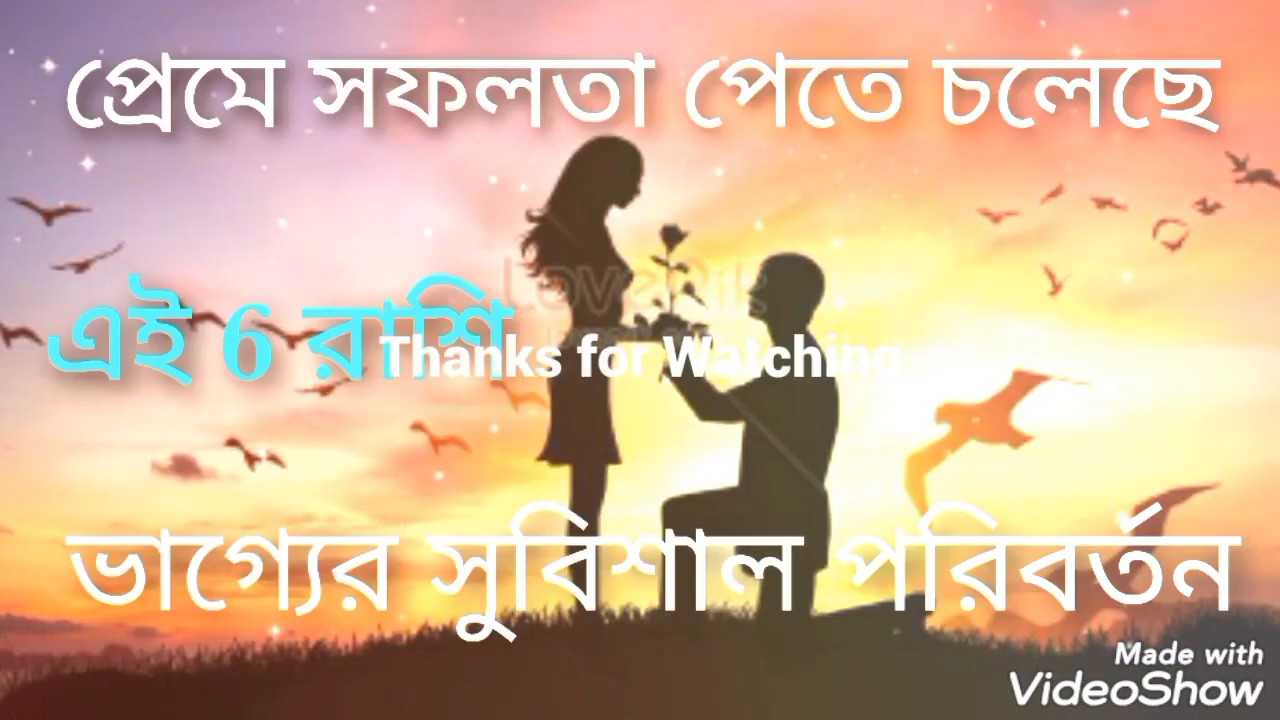 প্রেমে সফলতা পেতে চলেছে
এই 6 রাশি
Thanks for Watching
ভাগ্যের সুবিশাল পরিবর্তন
Made with
VideoShow